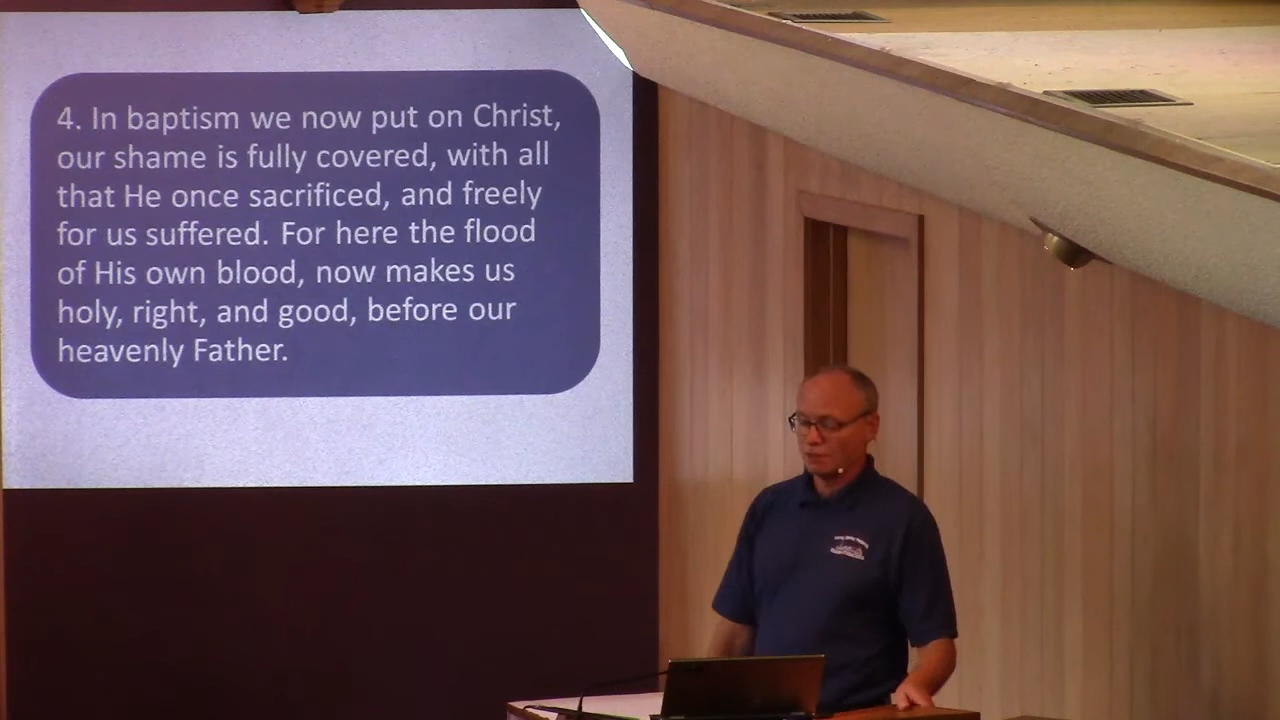 4. In baptism we now put on Christ,
our shame is fully covered, with all
that He once sacrificed, and freely
for us suffered. For here the flood
of His own blood, now makes us
holy, right, and good, before our
heavenly Father.